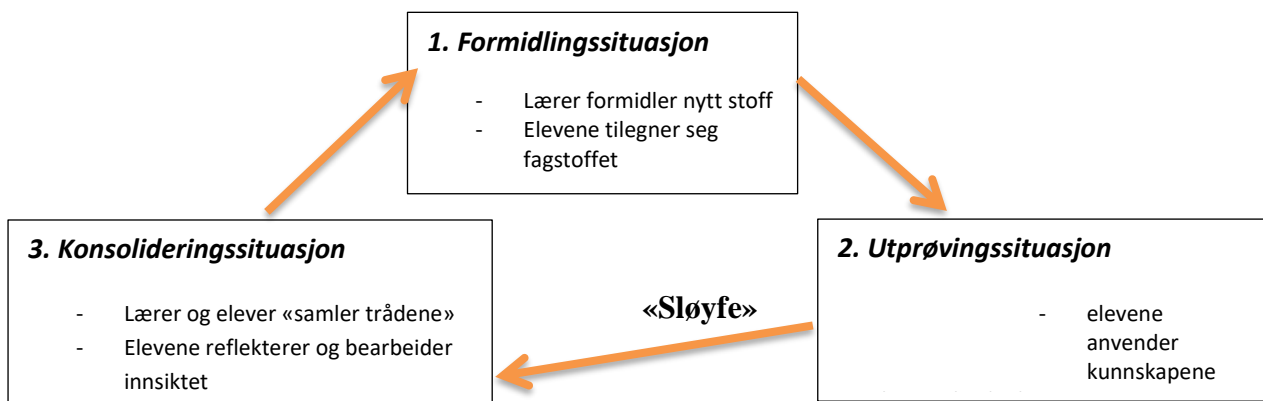 1. Formidlingssituasjon
- Lærer formidler nytt stoff
- Elevene tilegner seg
fagstoffet
3. Konsolideringssituasjon
- Lærer og elever «samler trådene»
- Elevene reflekterer og bearbeider
innsiktet
«Sløyfe»
2. Utprøvingssituasjon
- elevene
anvender
kunnskapene